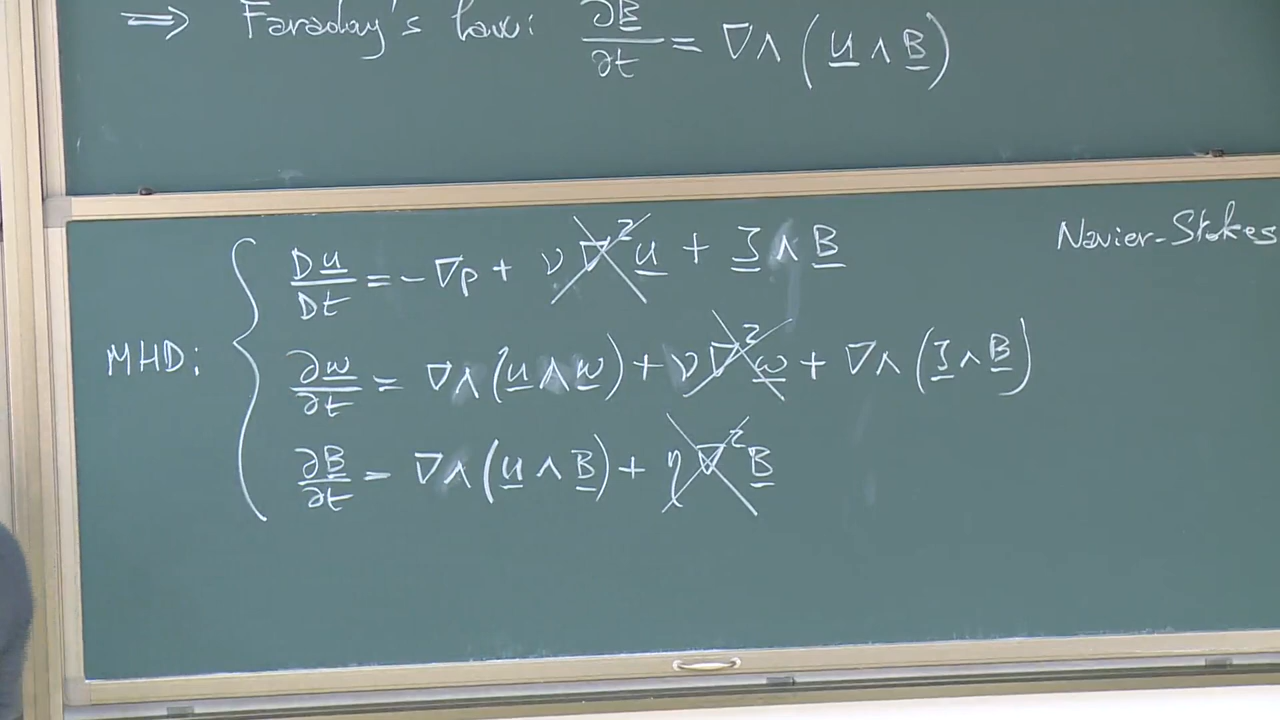 ⟹ Faraday's law: ∂B/∂t = ∇∧(u∧B)
Navier-Stokes
Du/Dt = -∇p + ν∇²u + J∧B
MHD: ∂ω/∂t = ∇∧(u∧ω) + ν∇²ω + ∇∧(J∧B)
∂B/∂t = ∇∧(u∧B) + η∇²B